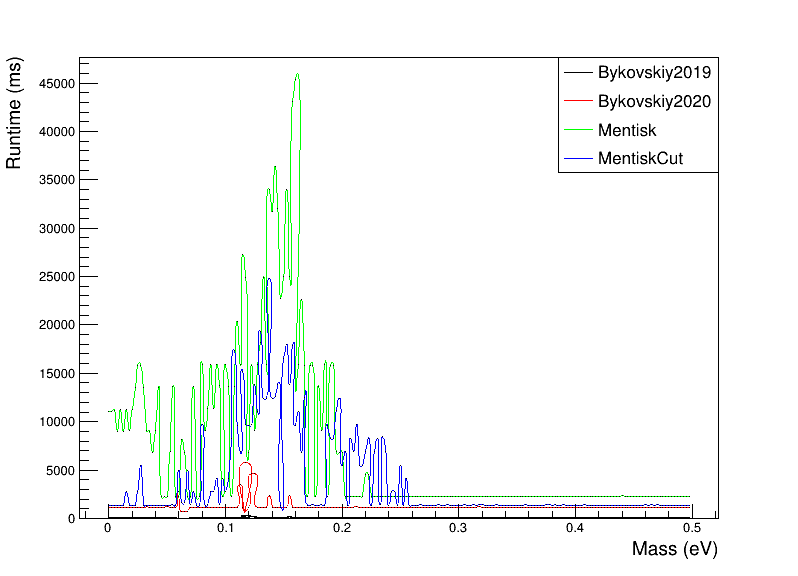 Runtime (ms)
45000
40000
35000
30000
25000
20000
15000
10000
5000
0
0 0.1 0.2 0.3 0.4 0.5
Mass (eV)
Bykovskiy2019
Bykovskiy2020
Mentisk
MentiskCut